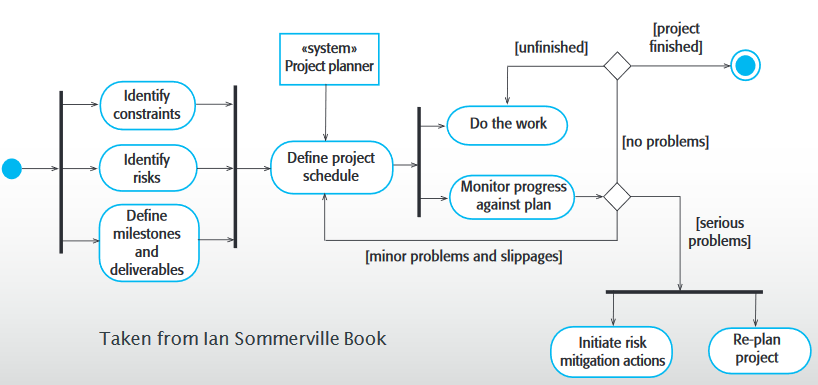 «system»
Project planner
[unfinished]
[project
finished]
Identify
constraints
Do the work
[no problems]
Identify
risks
Define project
schedule
Monitor progress
against plan
Define
milestones
and
deliverables
[serious
problems]
[minor problems and slippages]
Taken from Ian Sommerville Book
Initiate risk
mitigation actions
Re-plan
project